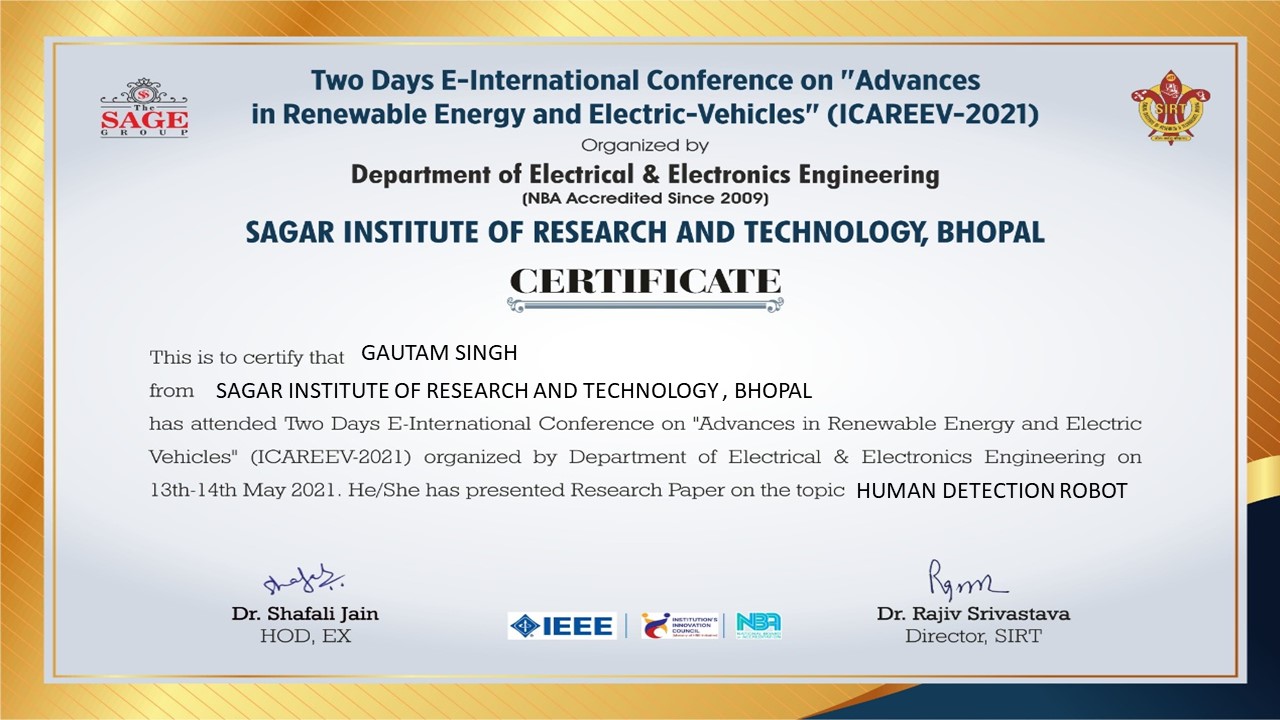 Two Days E-International Conference on "Advances
in Renewable Energy and Electric-Vehicles" (ICAREEV-2021)
The
SAGE
GROUP
SIRT
Organized by
Department of Electrical & Electronics Engineering
(NBA Accredited Since 2009)
SAGAR INSTITUTE OF RESEARCH AND TECHNOLOGY, BHOPAL
CERTIFICATE
This is to certify that GAUTAM SINGH
from SAGAR INSTITUTE OF RESEARCH AND TECHNOLOGY , BHOPAL
has attended Two Days E-International Conference on "Advances in Renewable Energy and Electric
Vehicles" (ICAREEV-2021) organized by Department of Electrical & Electronics Engineering on
13th-14th May 2021. He/She has presented Research Paper on the topic HUMAN DETECTION ROBOT
Dr. Shafali Jain
HOD, EX
IEEE
INSTITUTION'S
INNOVATION
COUNCIL
NBA
NATIONAL BOARD
of ACCREDITATION
Dr. Rajiv Srivastava
Director, SIRT